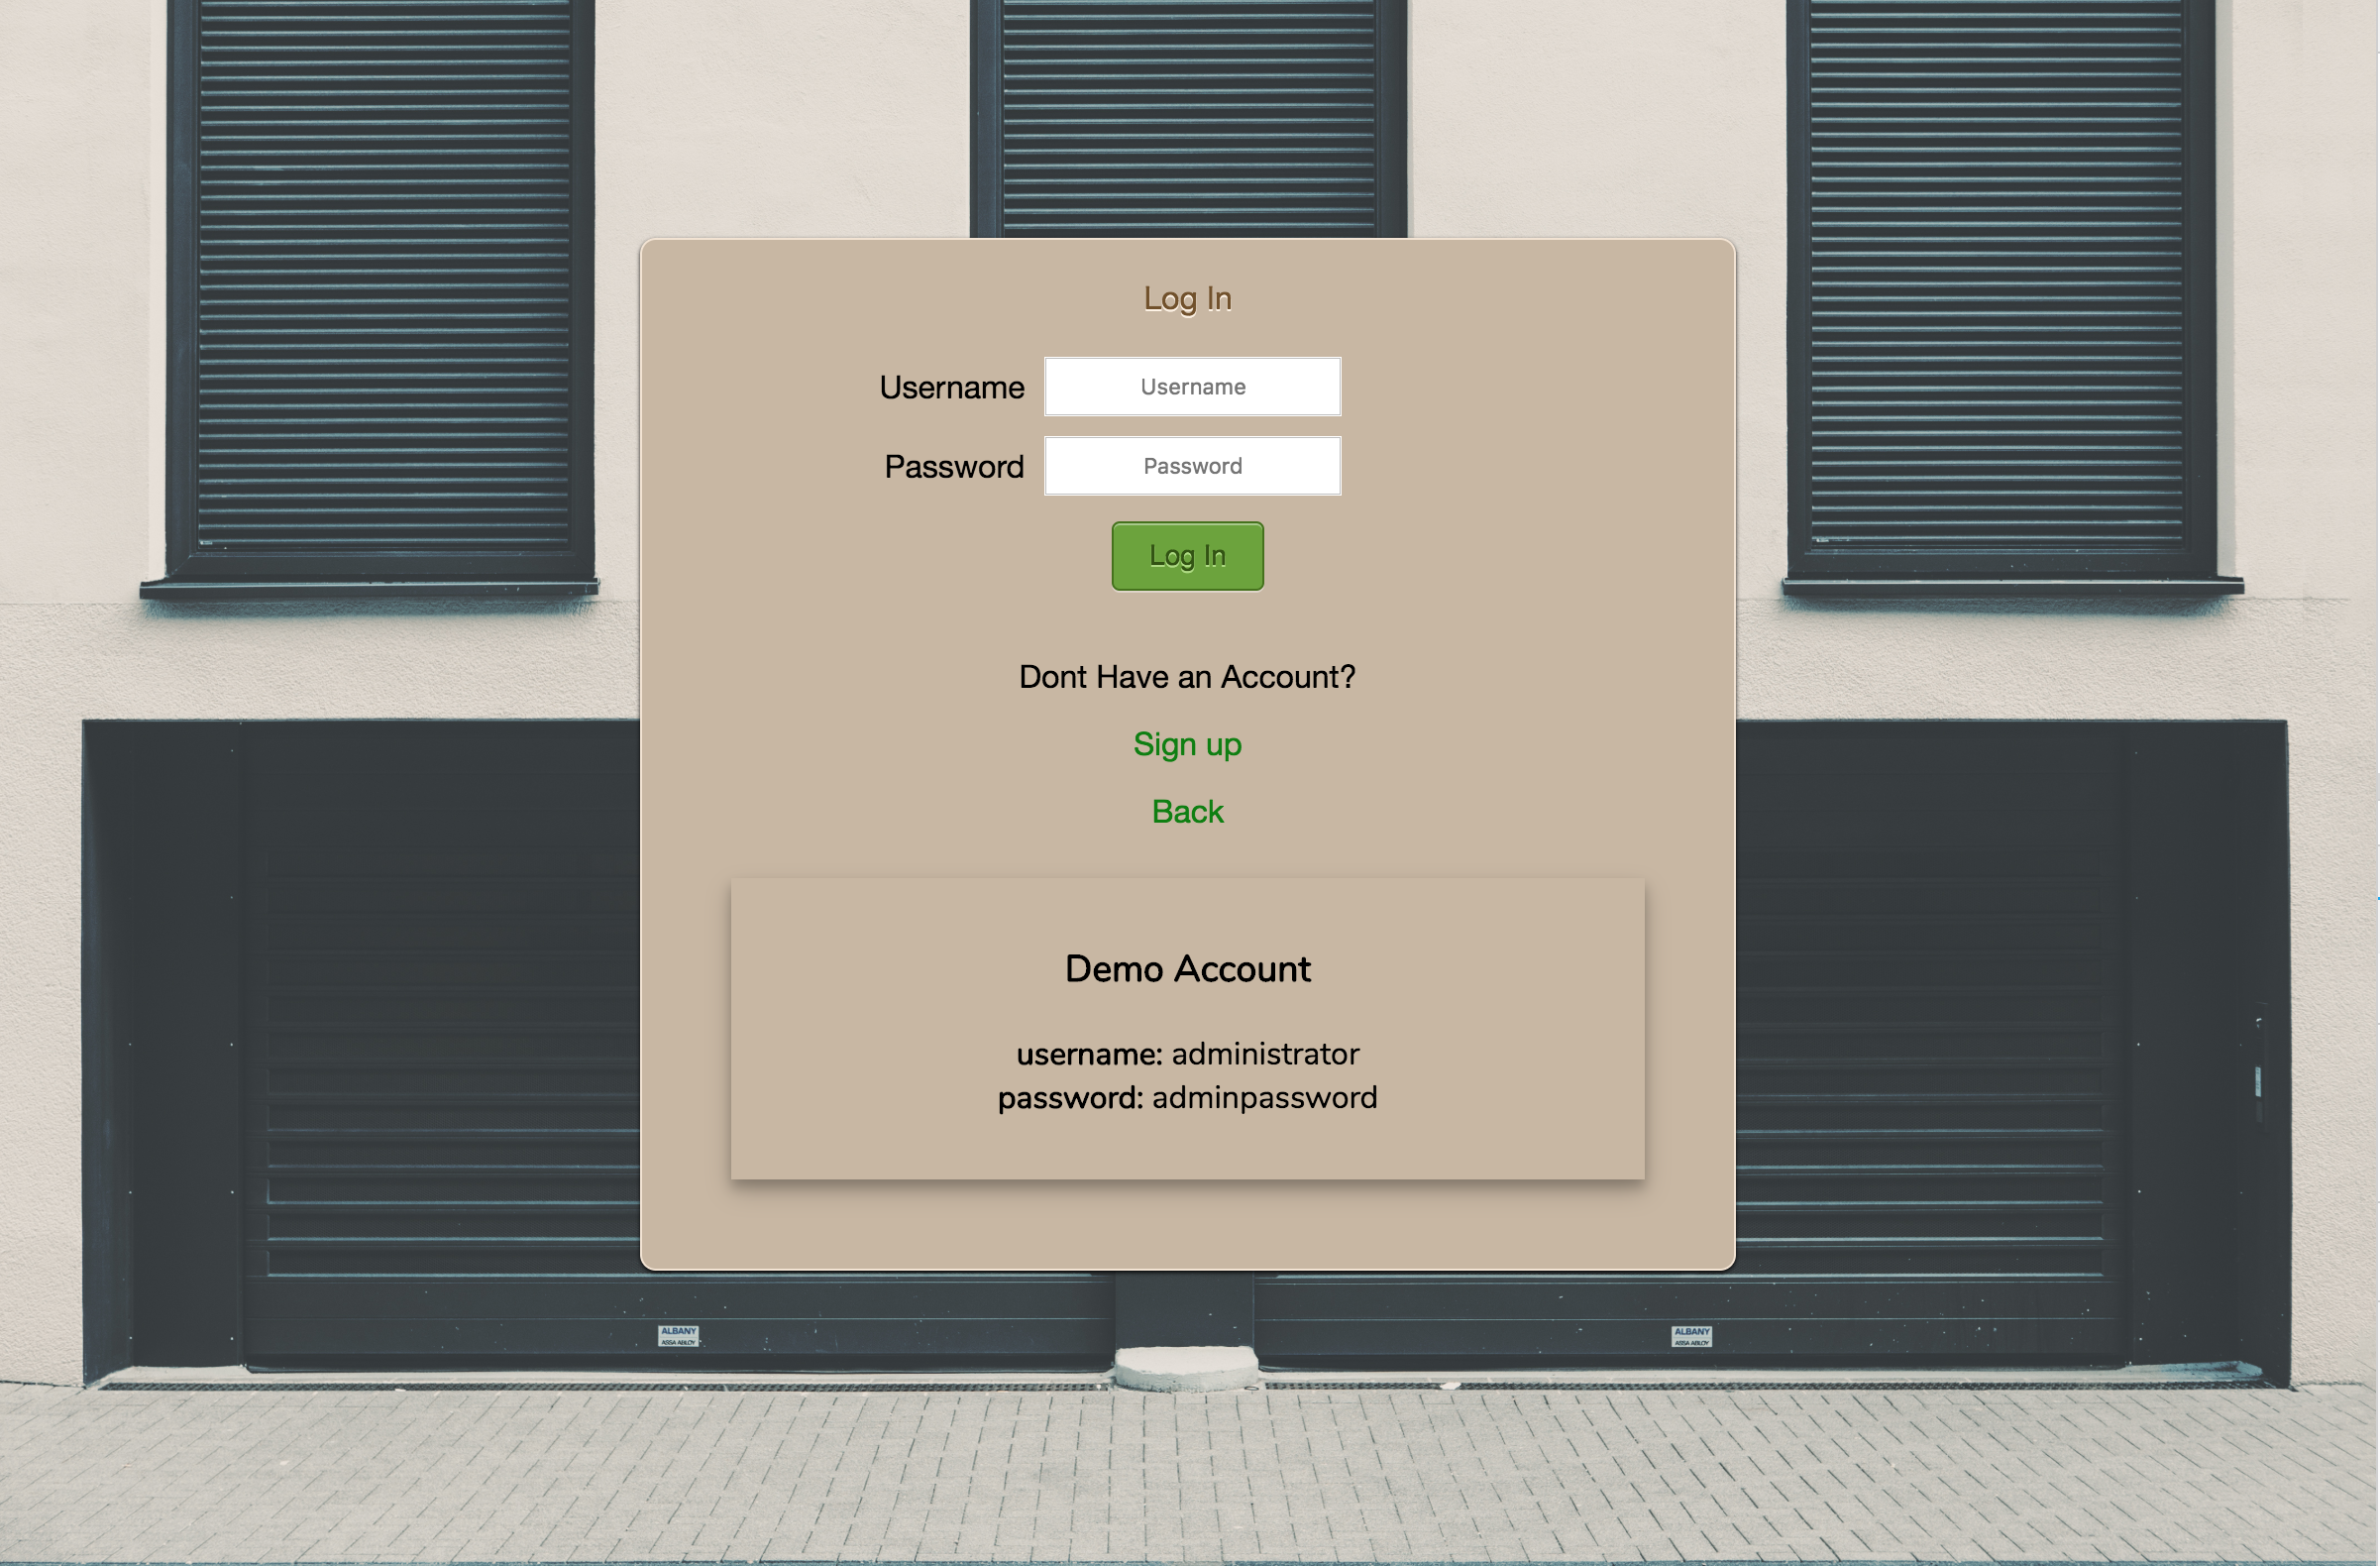 Log In
Username Username
Password Password
Log In
Dont Have an Account?
Sign up
Back
Demo Account
username: administrator
password: adminpassword
ALBANY
ASSA ABLOY
ALBANY
ASSA ABLOY